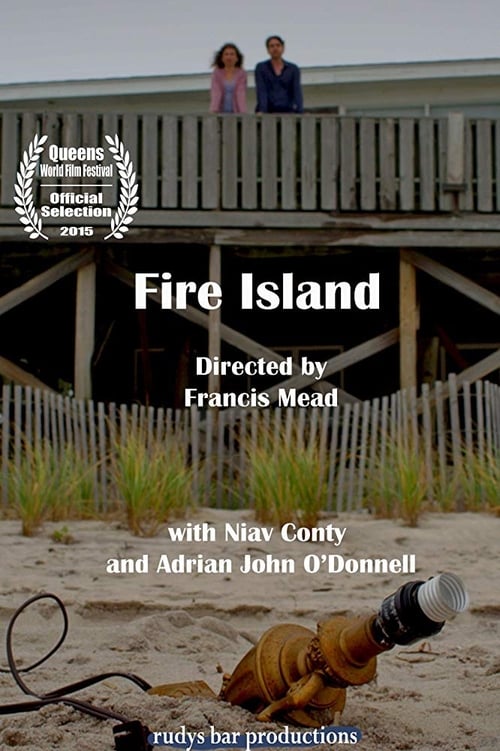 Queens
World Film Festival
Official
Selection
2015
Fire Island
Directed by
Francis Mead
with Niav Conty
and Adrian John O'Donnell
rudys bar productions